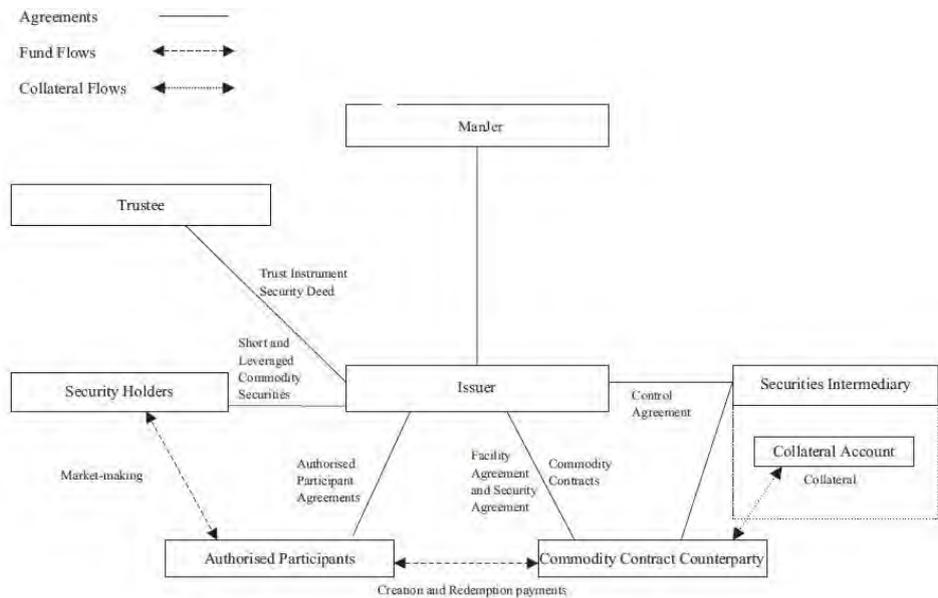 Agreements
Fund Flows
Collateral Flows
ManJer
Trustee
Trust Instrument
Security Deed
Short and
Leveraged
Commodity
Securities
Security Holders
Issuer
Securities Intermediary
Control
Agreement
Collateral Account
Collateral
Market-making
Authorised
Participant
Agreements
Facility
Agreement
and Security
Agreement
Commodity
Contracts
Authorised Participants
Commodity Contract Counterparty
Creation and Redemption payments